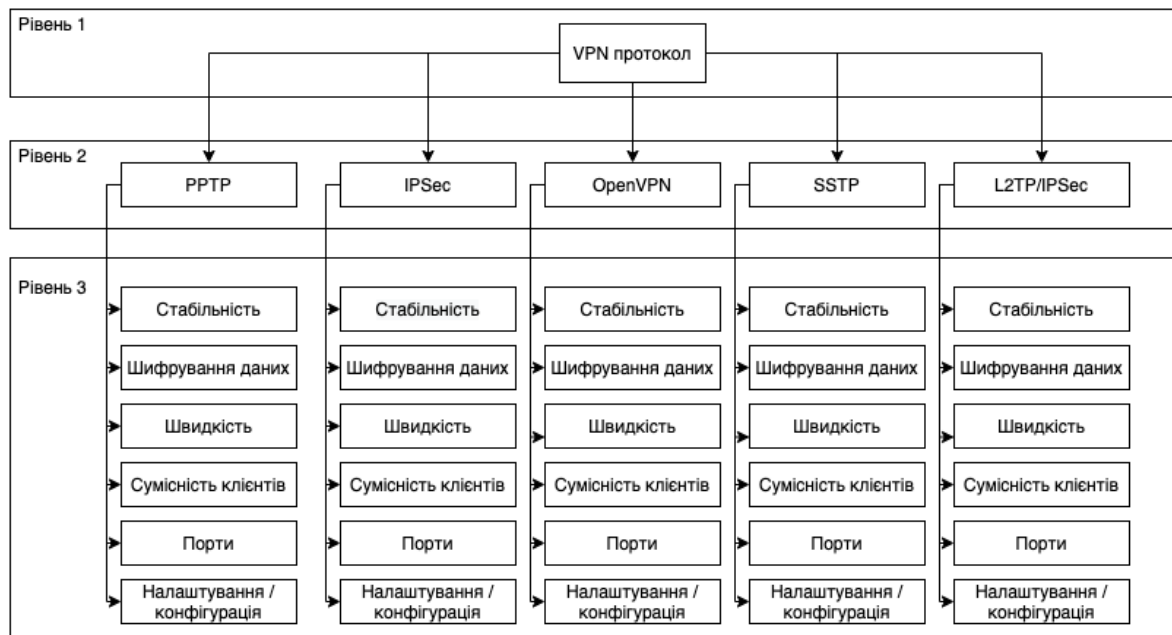 Рівень 1
VPN протокол
Рівень 2
PPTP
IPSec
OpenVPN
SSTP
L2TP/IPSec
Рівень 3
Стабільність
Стабільність
Стабільність
Стабільність
Стабільність
Шифрування даних
Шифрування даних
Шифрування даних
Шифрування даних
Шифрування даних
Швидкість
Швидкість
Швидкість
Швидкість
Швидкість
Сумісність клієнтів
Сумісність клієнтів
Сумісність клієнтів
Сумісність клієнтів
Сумісність клієнтів
Порти
Порти
Порти
Порти
Порти
Налаштування /
конфігурація
Налаштування /
конфігурація
Налаштування /
конфігурація
Налаштування /
конфігурація
Налаштування /
конфігурація